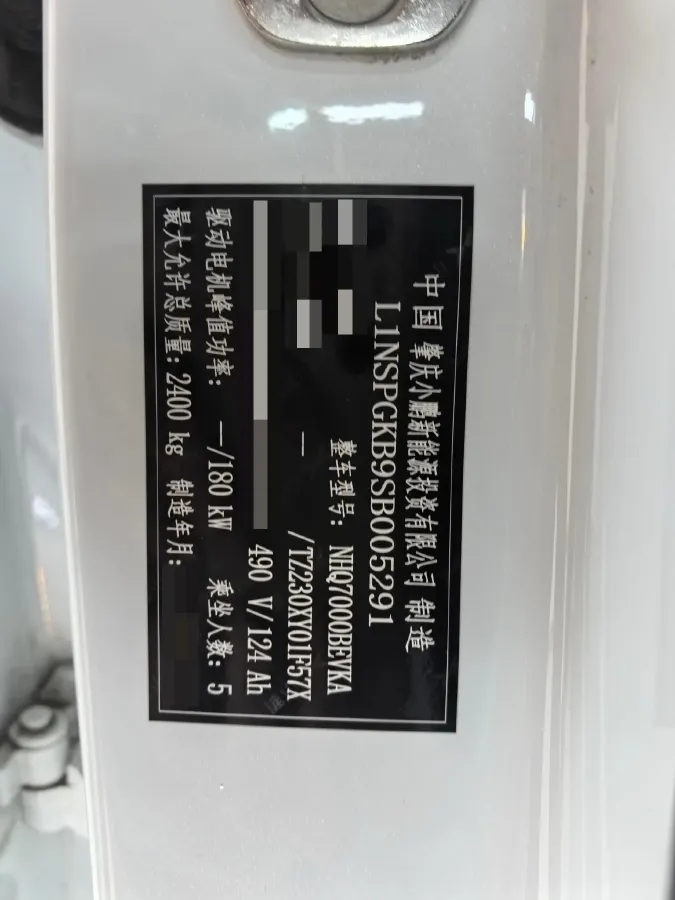 中国 肇庆小鹏新能源投资有限公司 制造
L1NSPGKB9SB005291
整车型号: NHQ7000BEVKA
—/TZ230XY01F57X
490 V/124 Ah
驱动电机峰值功率: —/180 kW 乘坐人数: 5
最大允许总质量: 2400 kg 制造年月: